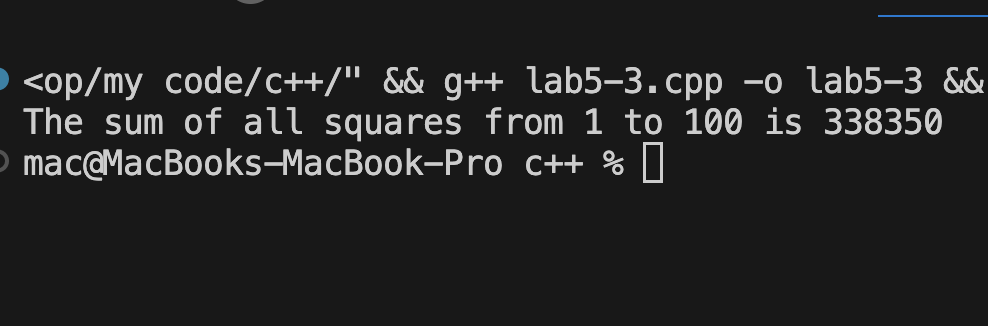 <op/my code/c++/" && g++ lab5-3.cpp -o lab5-3 &&
The sum of all squares from 1 to 100 is 338350
mac@MacBooks-MacBook-Pro c++ %